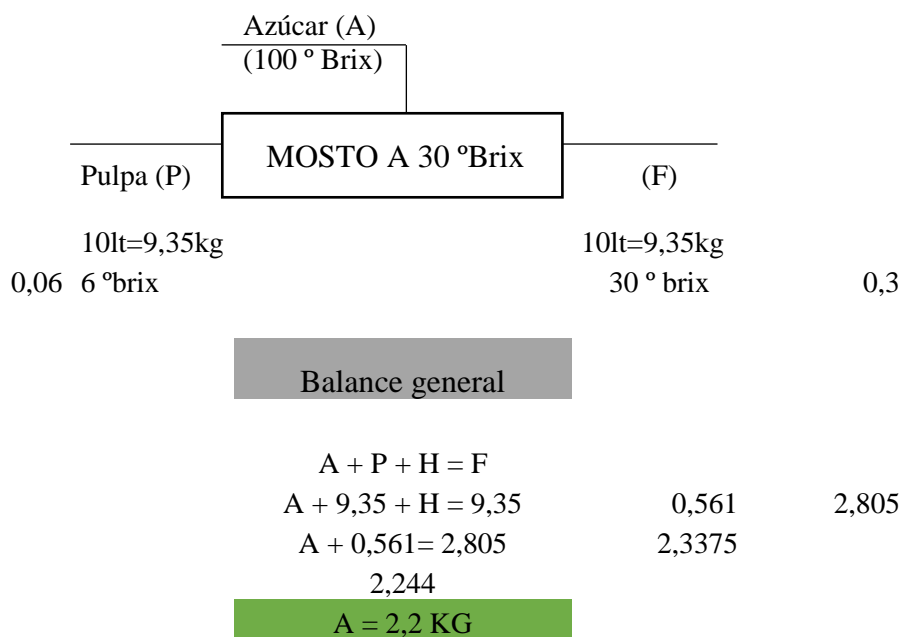 Azúcar (A)
(100 º Brix)
MOSTO A 30 ºBrix
Pulpa (P)
(F)
10lt=9,35kg
10lt=9,35kg
0,06 6 ºbrix
30 º brix
0,3
Balance general
A + P + H = F
A + 9,35 + H = 9,35
0,561
2,805
A + 0,561= 2,805
2,3375
2,244
A = 2,2 KG